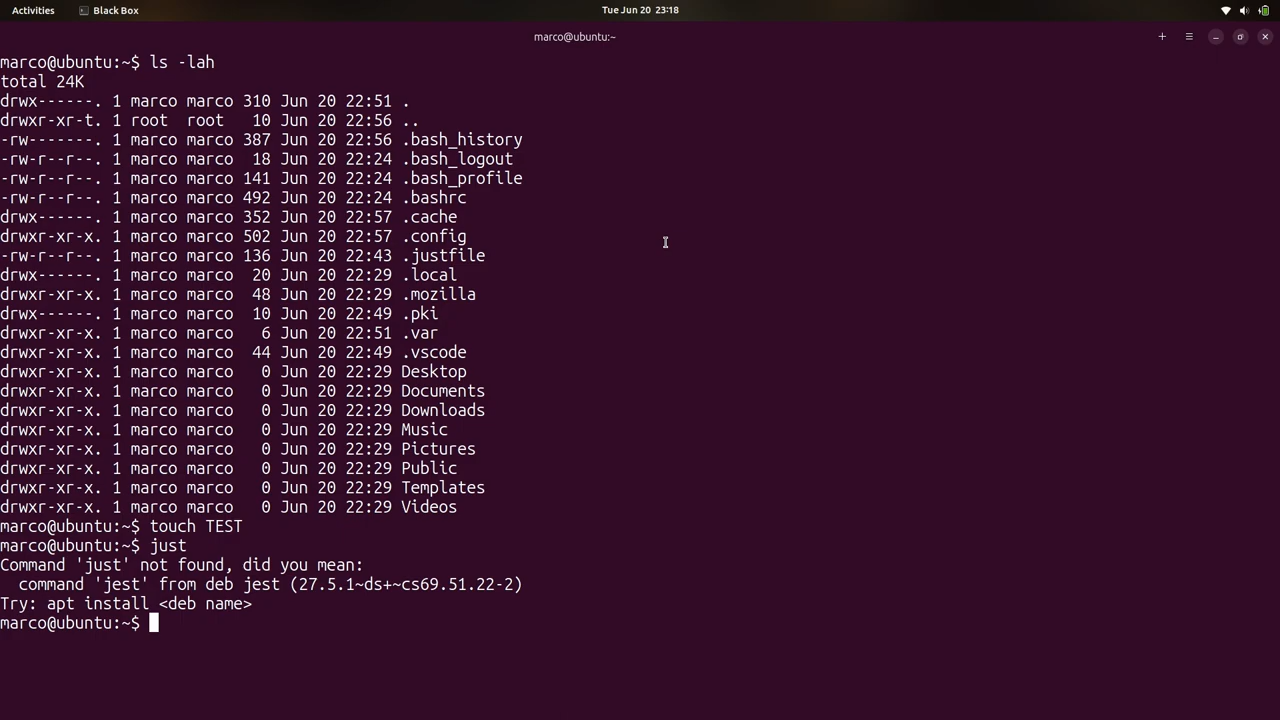 Activities Black Box Tue Jun 20 23:18
marco@ubuntu:~
marco@ubuntu:~$ ls -lah
total 24K
drwx------. 1 marco marco 310 Jun 20 22:51 .
drwxr-xr-t. 1 root  root   10 Jun 20 22:56 ..
-rw-------. 1 marco marco 387 Jun 20 22:56 .bash_history
-rw-r--r--. 1 marco marco  18 Jun 20 22:24 .bash_logout
-rw-r--r--. 1 marco marco 141 Jun 20 22:24 .bash_profile
-rw-r--r--. 1 marco marco 492 Jun 20 22:24 .bashrc
drwx------. 1 marco marco 352 Jun 20 22:57 .cache
drwxr-xr-x. 1 marco marco 502 Jun 20 22:57 .config
-rw-r--r--. 1 marco marco 136 Jun 20 22:43 .justfile
drwx------. 1 marco marco  20 Jun 20 22:29 .local
drwxr-xr-x. 1 marco marco  48 Jun 20 22:29 .mozilla
drwx------. 1 marco marco  10 Jun 20 22:49 .pki
drwxr-xr-x. 1 marco marco   6 Jun 20 22:51 .var
drwxr-xr-x. 1 marco marco  44 Jun 20 22:49 .vscode
drwxr-xr-x. 1 marco marco   0 Jun 20 22:29 Desktop
drwxr-xr-x. 1 marco marco   0 Jun 20 22:29 Documents
drwxr-xr-x. 1 marco marco   0 Jun 20 22:29 Downloads
drwxr-xr-x. 1 marco marco   0 Jun 20 22:29 Music
drwxr-xr-x. 1 marco marco   0 Jun 20 22:29 Pictures
drwxr-xr-x. 1 marco marco   0 Jun 20 22:29 Public
drwxr-xr-x. 1 marco marco   0 Jun 20 22:29 Templates
drwxr-xr-x. 1 marco marco   0 Jun 20 22:29 Videos
marco@ubuntu:~$ touch TEST
marco@ubuntu:~$ just
Command 'just' not found, did you mean:
  command 'jest' from deb jest (27.5.1~ds+~cs69.51.22-2)
Try: apt install <deb name>
marco@ubuntu:~$